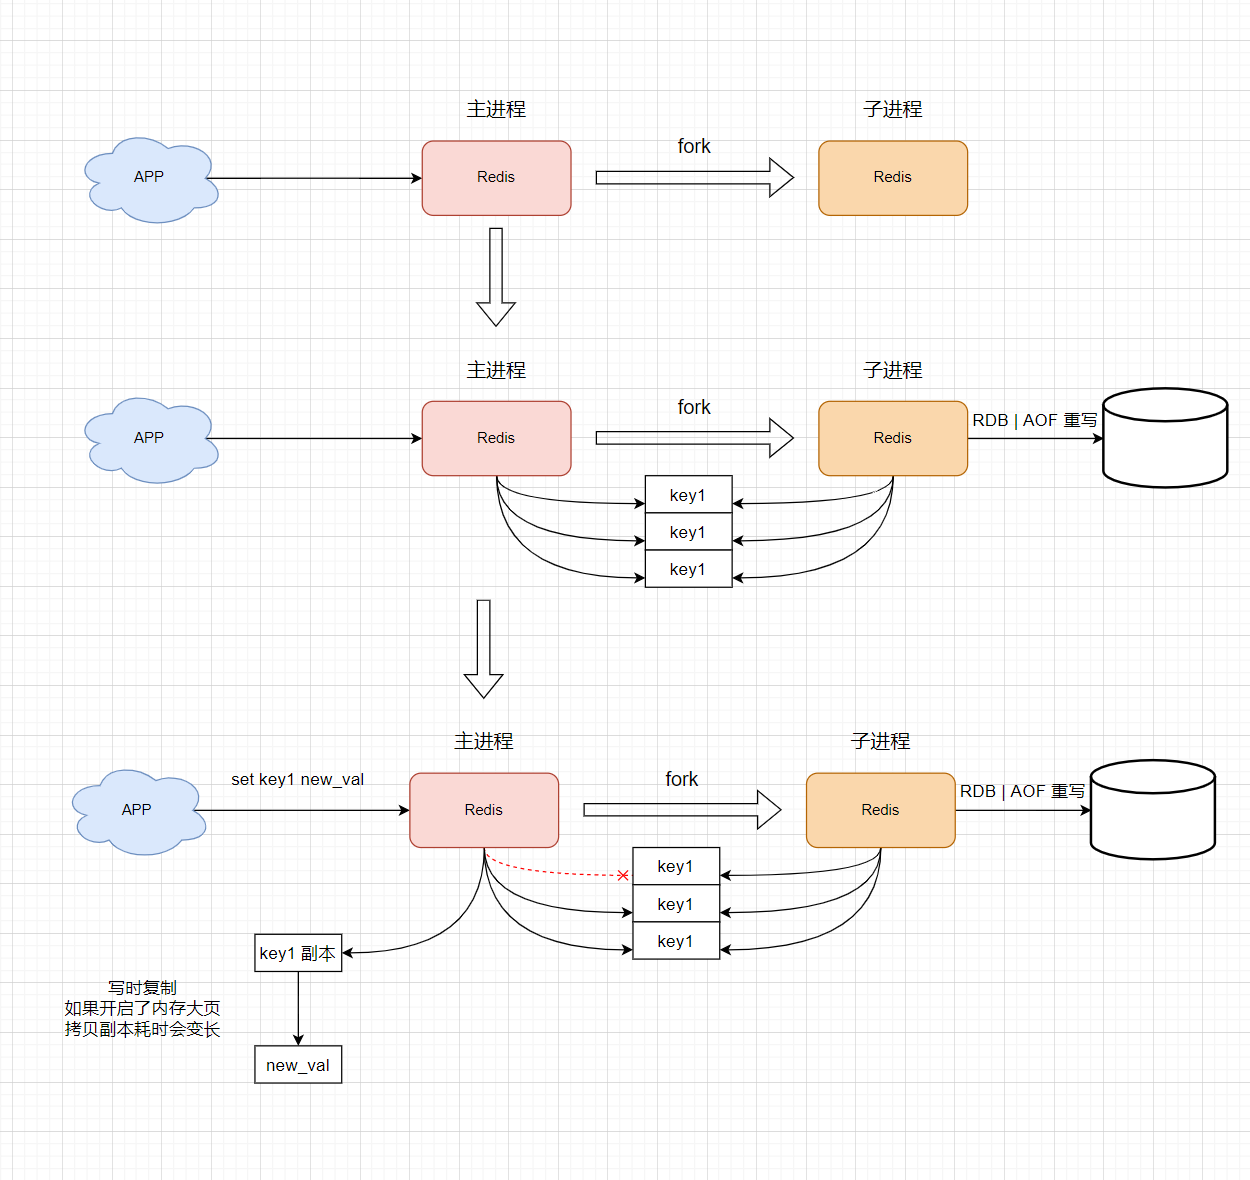 主进程
子进程
APP
Redis
fork
Redis
主进程
子进程
APP
Redis
fork
Redis
RDB | AOF 重写
key1
key1
key1
主进程
子进程
APP
set key1 new_val
Redis
fork
Redis
RDB | AOF 重写
key1
key1
key1
key1 副本
写时复制
如果开启了内存大页
拷贝副本耗时会变长
new_val